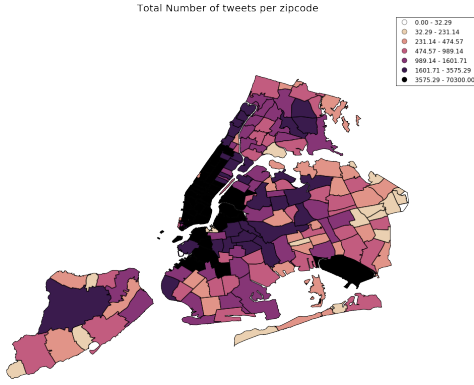 Total Number of tweets per zipcode
0.00 - 32.29
32.29 - 231.14
231.14 - 474.57
474.57 - 989.14
989.14 - 1601.71
1601.71 - 3575.29
3575.29 - 70300.00